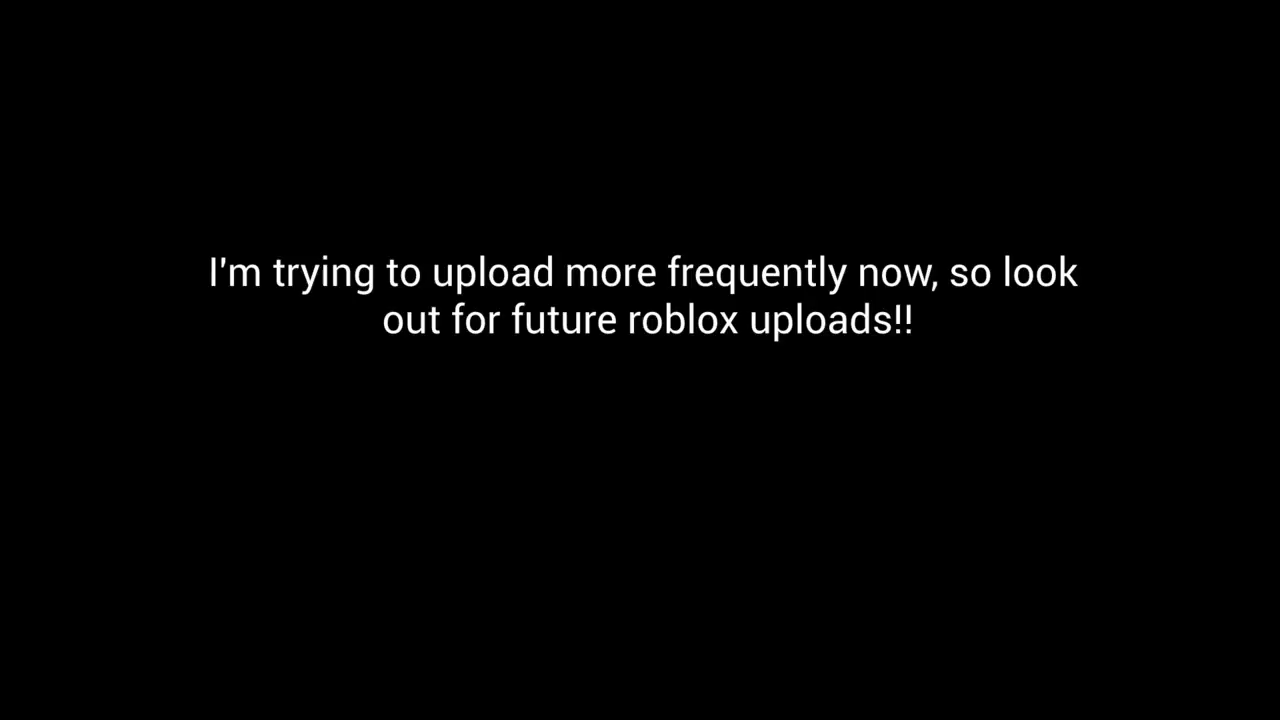 I'm trying to upload more frequently now, so look
out for future roblox uploads!!